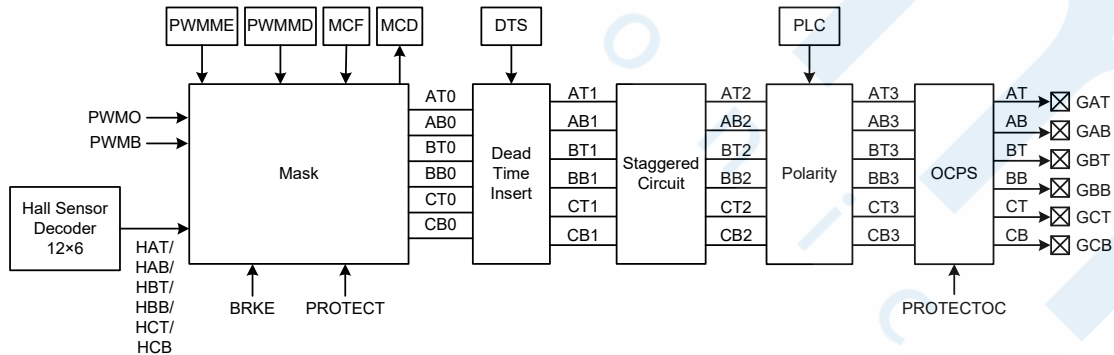 PWMME
PWMMD
MCF
MCD
DTS
PLC
PWMO
PWMB
Hall Sensor
Decoder
12×6
HAT/
HAB/
HBT/
HBB/
HCT/
HCB
Mask
BRKE
PROTECT
AT0
AB0
BT0
BB0
CT0
CB0
Dead
Time
Insert
AT1
AB1
BT1
BB1
CT1
CB1
Staggered
Circuit
AT2
AB2
BT2
BB2
CT2
CB2
Polarity
AT3
AB3
BT3
BB3
CT3
CB3
OCPS
PROTECTOC
AT
AB
BT
BB
CT
CB
GAT
GAB
GBT
GBB
GCT
GCB